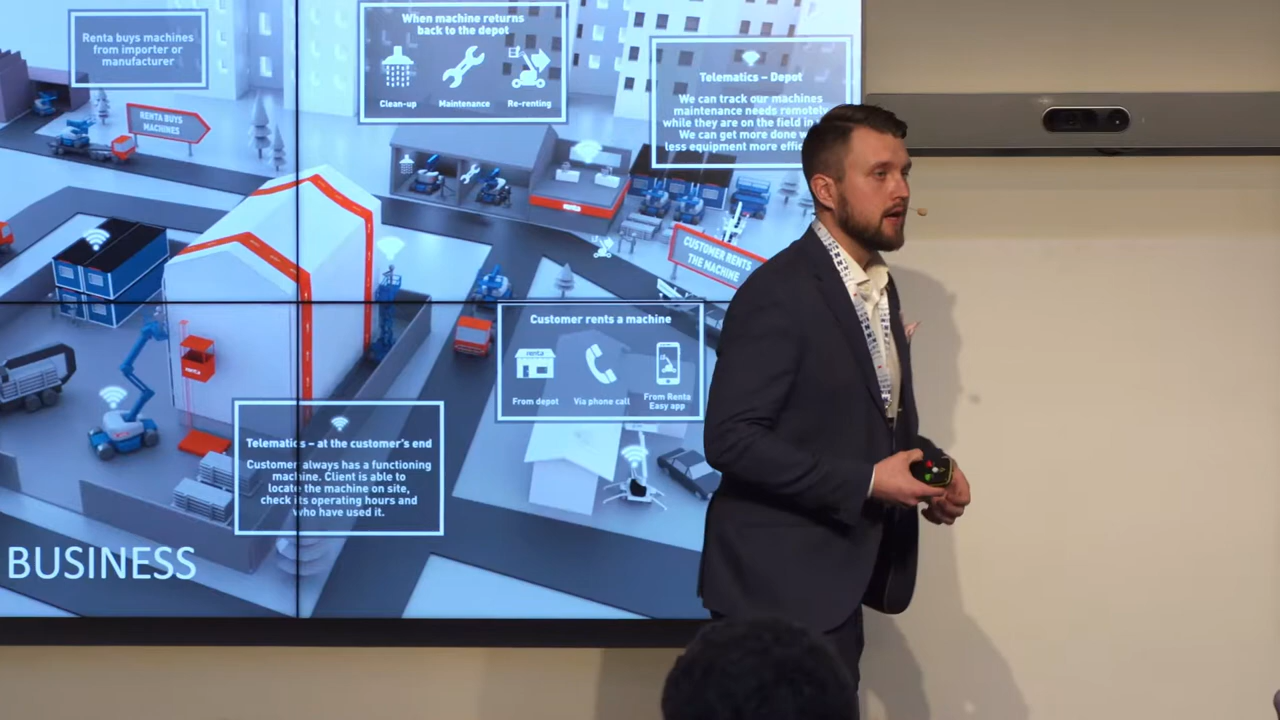 Renta buys machines
from importer or
manufacturer
When machine returns
back to the depot
Clean-up
Maintenance
Re-renting
Telematics – Depot
We can track our machines
maintenance needs remotely
while they are on the field in
We can get more done
less equipment more
RENTA BUYS
MACHINES
renta
CUSTOMER RENTS
THE MACHINE
Customer rents a machine
renta
From depot
Via phone call
From Renta
Easy app
renta
Telematics – at the customer's end
Customer always has a functioning
machine. Client is able to
locate the machine on site,
check its operating hours and
who have used it.
BUSINESS